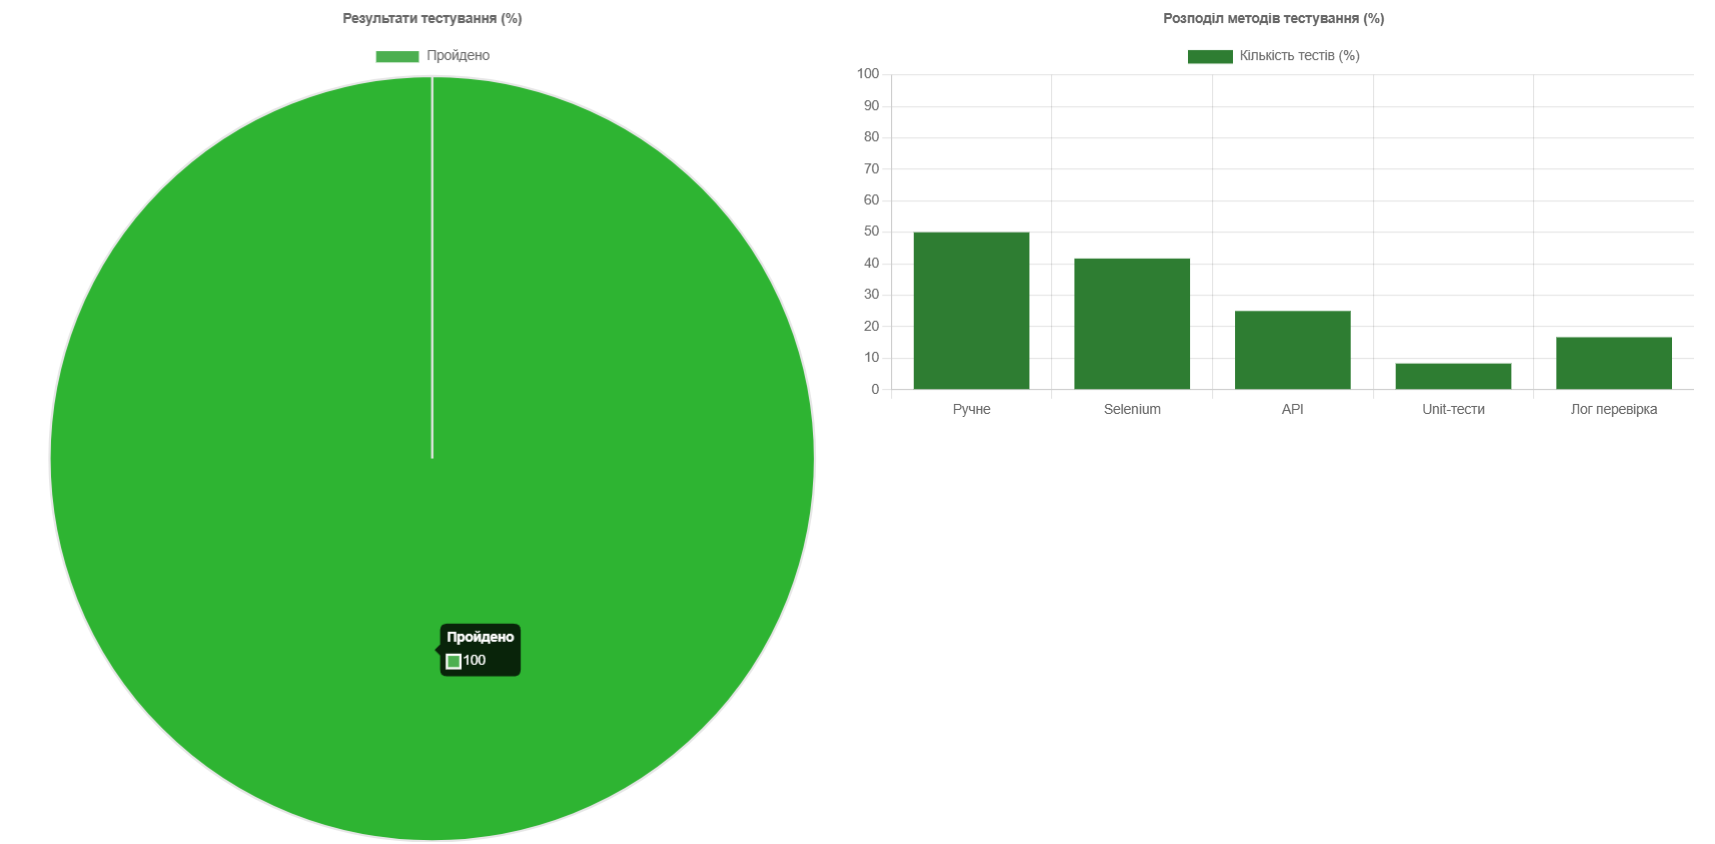 Результати тестування (%)
Пройдено
Пройдено
100
Розподіл методів тестування (%)
Кількість тестів (%)
100
90
80
70
60
50
40
30
20
10
0
Ручне
Selenium
API
Unit-тести
Лог перевірка